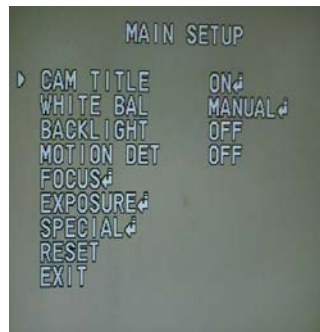 MAIN SETUP
CAM TITLE ON↲
WHITE BAL MANUAL↲
BACKLIGHT OFF
MOTION DET OFF
FOCUS↲
EXPOSURE↲
SPECIAL↲
RESET
EXIT